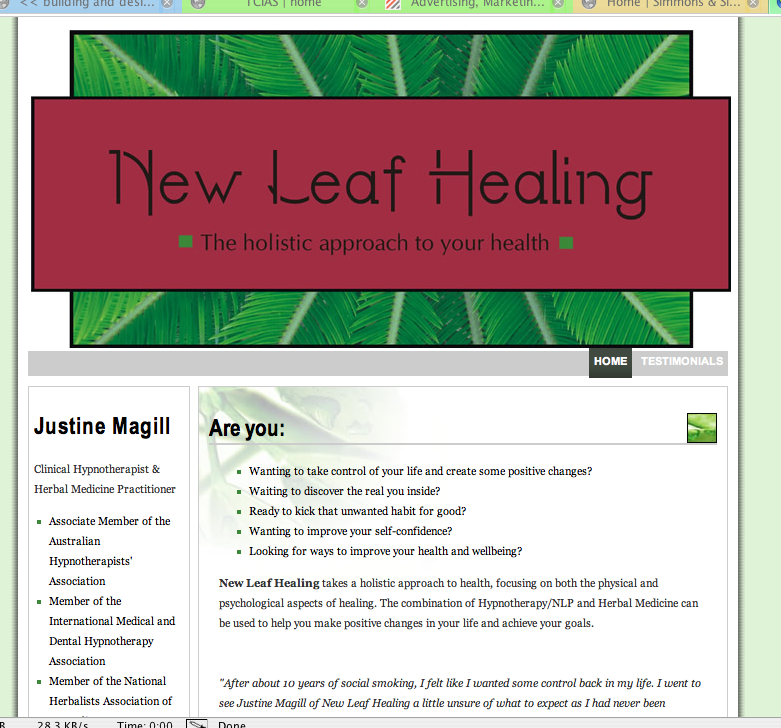 << building and desi...
TCIAS | home
Advertising, Marketin...
Home | Simmons & Si...
New Leaf Healing
The holistic approach to your health
HOME
TESTIMONIALS
Justine Magill
Clinical Hypnotherapist &
Herbal Medicine Practitioner
Associate Member of the
Australian
Hypnotherapists'
Association
Member of the
International Medical and
Dental Hypnotherapy
Association
Member of the National
Herbalists Association of
Are you:
Wanting to take control of your life and create some positive changes?
Waiting to discover the real you inside?
Ready to kick that unwanted habit for good?
Wanting to improve your self-confidence?
Looking for ways to improve your health and wellbeing?
New Leaf Healing takes a holistic approach to health, focusing on both the physical and
psychological aspects of healing. The combination of Hypnotherapy/NLP and Herbal Medicine can
be used to help you make positive changes in your life and achieve your goals.
"After about 10 years of social smoking, I felt like I wanted some control back in my life. I went to
see Justine Magill of New Leaf Healing a little unsure of what to expect as I had never been
28.3 KB/s
Time: 0:00
Done